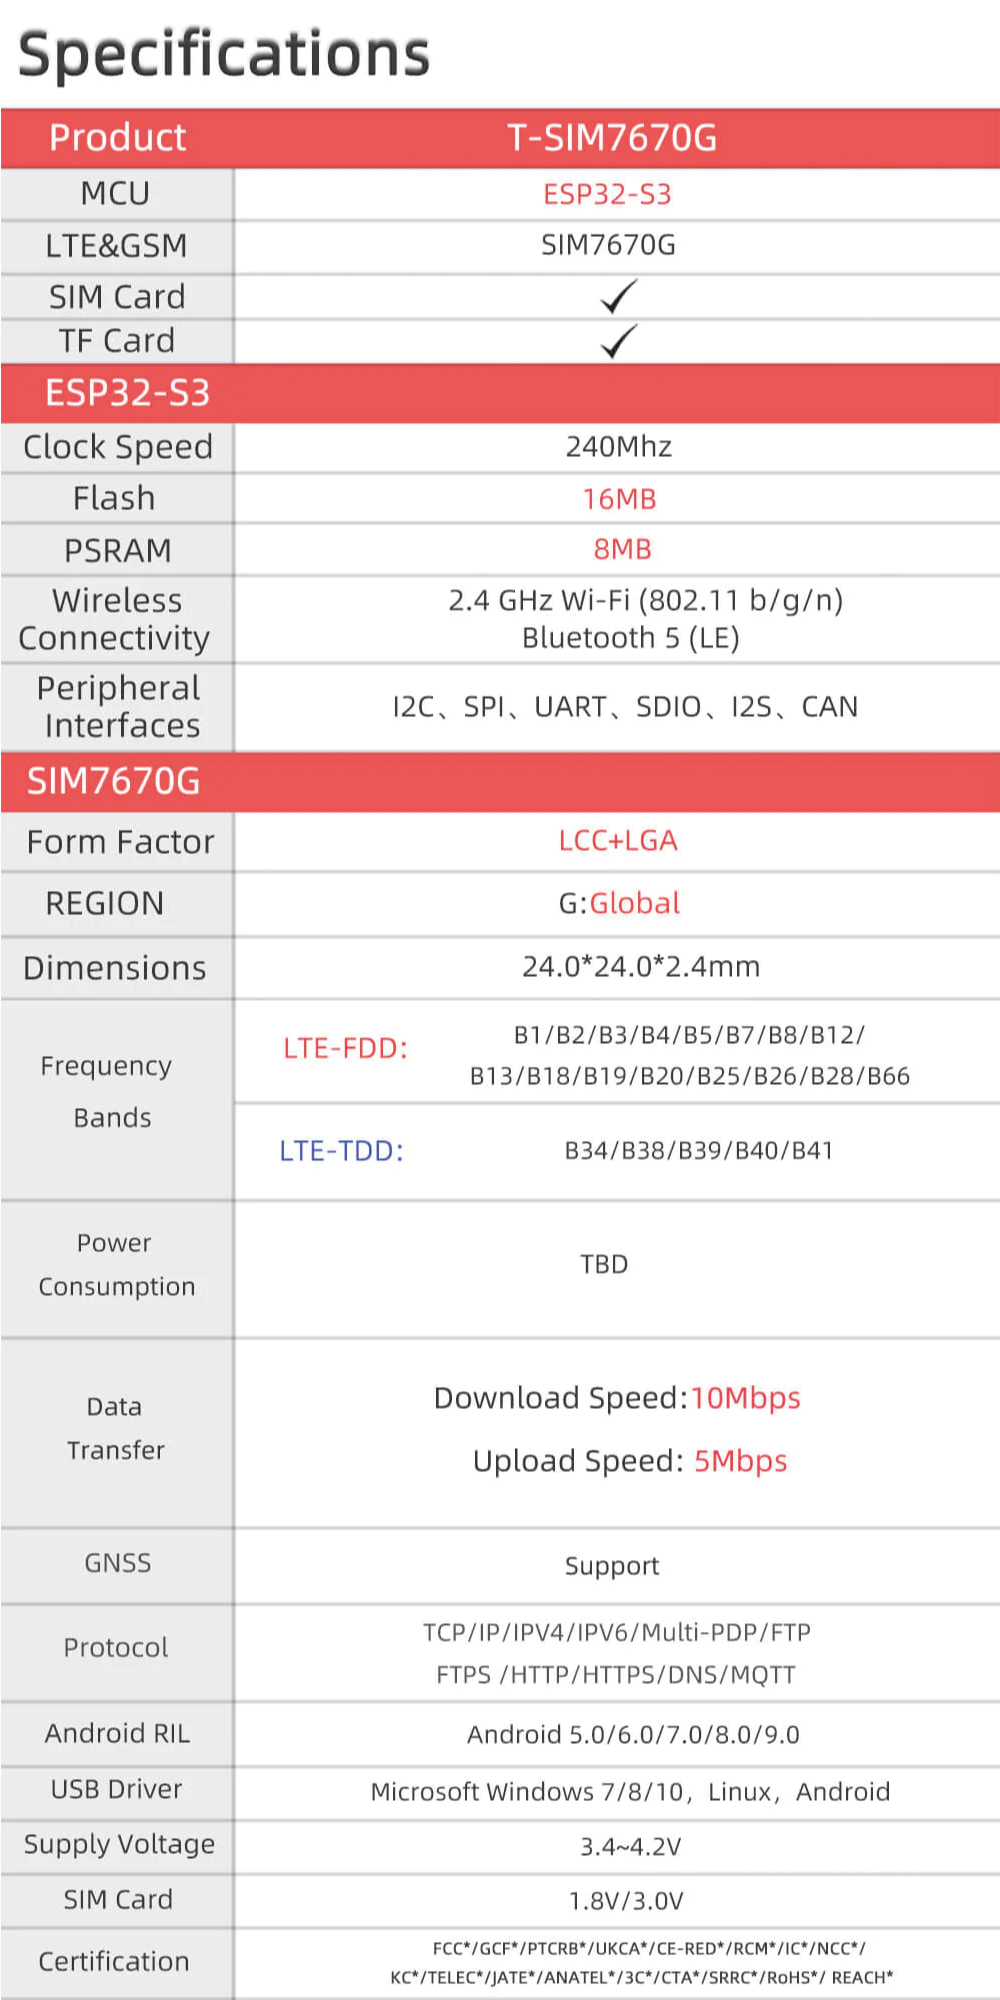 Specifications
Product T-SIM7670G
MCU ESP32-S3
LTE&GSM SIM7670G
SIM Card
TF Card
ESP32-S3
Clock Speed 240Mhz
Flash 16MB
PSRAM 8MB
Wireless Connectivity
2.4 GHz Wi-Fi (802.11 b/g/n)
Bluetooth 5 (LE)
Peripheral Interfaces
I2C、SPI、UART、SDIO、I2S、CAN
SIM7670G
Form Factor LCC+LGA
REGION G:Global
Dimensions 24.0*24.0*2.4mm
Frequency
Bands
LTE-FDD:
B1/B2/B3/B4/B5/B7/B8/B12/
B13/B18/B19/B20/B25/B26/B28/B66
LTE-TDD: B34/B38/B39/B40/B41
Power
Consumption
TBD
Data
Transfer
Download Speed:10Mbps
Upload Speed: 5Mbps
GNSS Support
Protocol
TCP/IP/IPV4/IPV6/Multi-PDP/FTP
FTPS /HTTP/HTTPS/DNS/MQTT
Android RIL Android 5.0/6.0/7.0/8.0/9.0
USB Driver Microsoft Windows 7/8/10，Linux，Android
Supply Voltage 3.4~4.2V
SIM Card 1.8V/3.0V
Certification
FCC*/GCF*/PTCRB*/UKCA*/CE-RED*/RCM*/IC*/NCC*/
KC*/TELEC*/JATE*/ANATEL*/3C*/CTA*/SRRC*/RoHS*/ REACH*